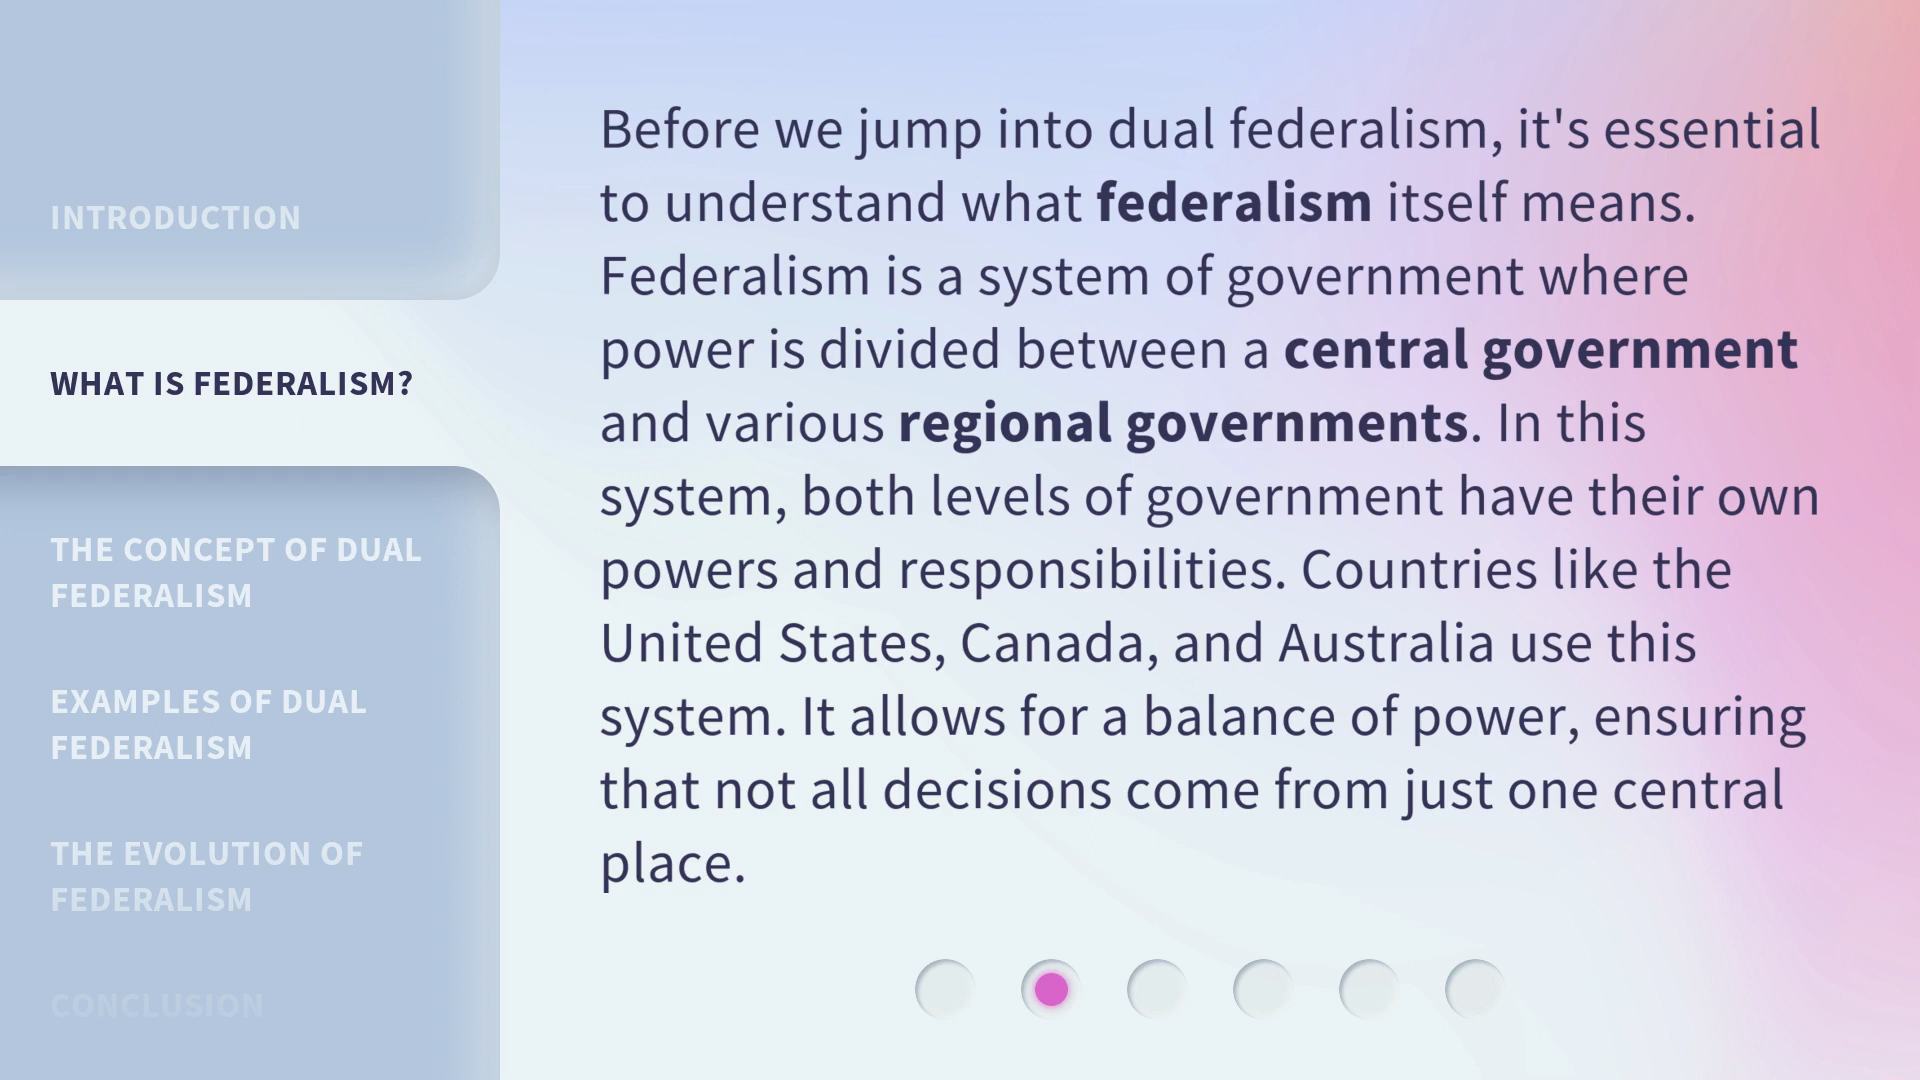 INTRODUCTION
WHAT IS FEDERALISM?
THE CONCEPT OF DUAL
FEDERALISM
EXAMPLES OF DUAL
FEDERALISM
THE EVOLUTION OF
FEDERALISM
CONCLUSION
Before we jump into dual federalism, it's essential
to understand what federalism itself means.
Federalism is a system of government where
power is divided between a central government
and various regional governments. In this
system, both levels of government have their own
powers and responsibilities. Countries like the
United States, Canada, and Australia use this
system. It allows for a balance of power, ensuring
that not all decisions come from just one central
place.